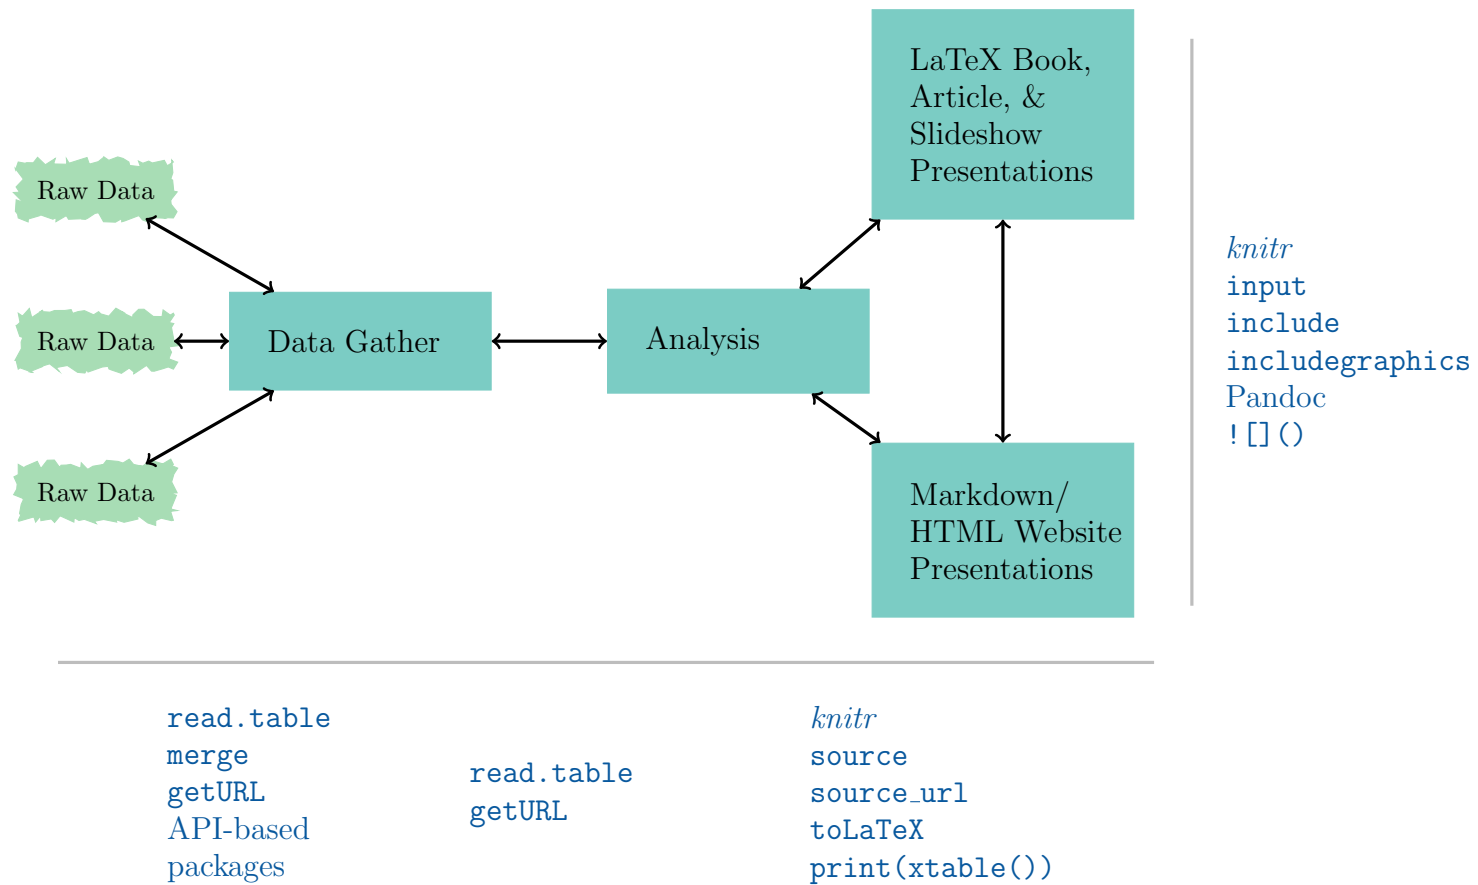 LaTeX Book,
Article, &
Slideshow
Presentations
Raw Data
Raw Data
Raw Data
Data Gather
Analysis
Markdown/
HTML Website
Presentations
knitr
input
include
includegraphics
Pandoc
![]()
read.table
merge
getURL
API-based
packages
read.table
getURL
knitr
source
source_url
toLaTeX
print(xtable())